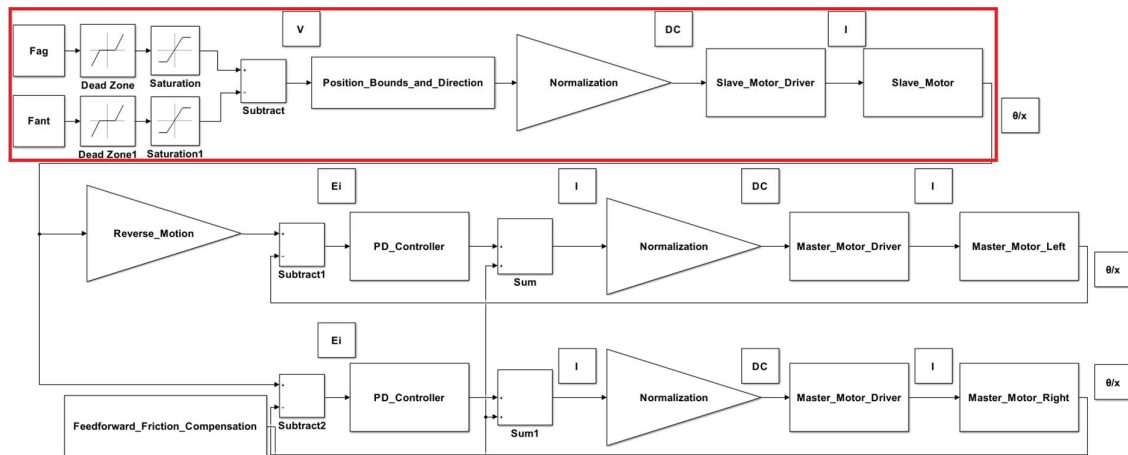 V
DC
I
Fag
Dead Zone
Saturation
Subtract
Position_Bounds_and_Direction
Normalization
Slave_Motor_Driver
Slave_Motor
Fant
Dead Zone1
Saturation1
θ/x
Ei
I
DC
I
Reverse_Motion
Subtract1
PD_Controller
Sum
Normalization
Master_Motor_Driver
Master_Motor_Left
θ/x
Ei
I
DC
I
θ/x
Subtract2
PD_Controller
Sum1
Normalization
Master_Motor_Driver
Master_Motor_Right
Feedforward_Friction_Compensation